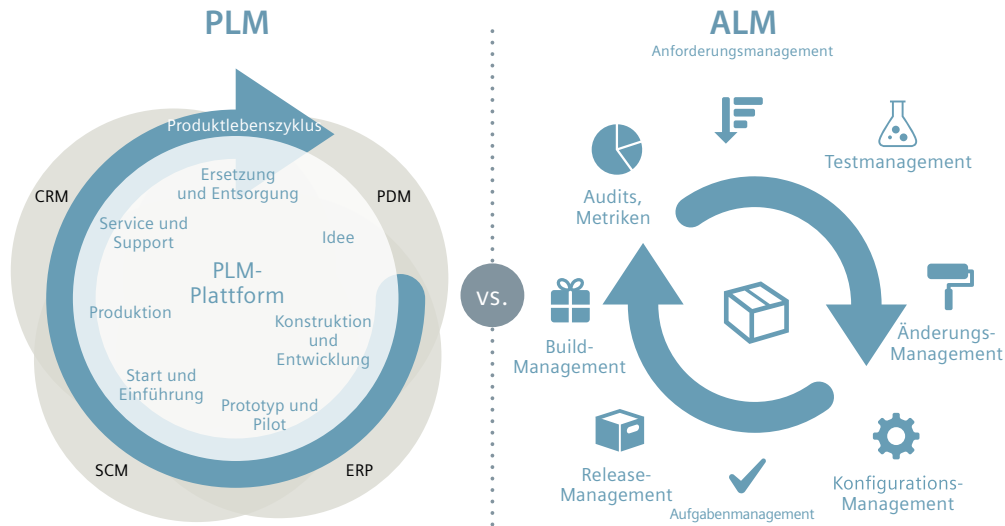 PLM
Produktlebenszyklus
CRM
PDM
Ersetzung
und Entsorgung
Service und
Support
Idee
PLM-
Plattform
Produktion
Konstruktion
und
Entwicklung
Start und
Einführung
Prototyp und
Pilot
SCM
ERP
vs.
ALM
Anforderungsmanagement
Testmanagement
Audits,
Metriken
Änderungs-
Management
Build-
Management
Release-
Management
Aufgabenmanagement
Konfigurations-
Management